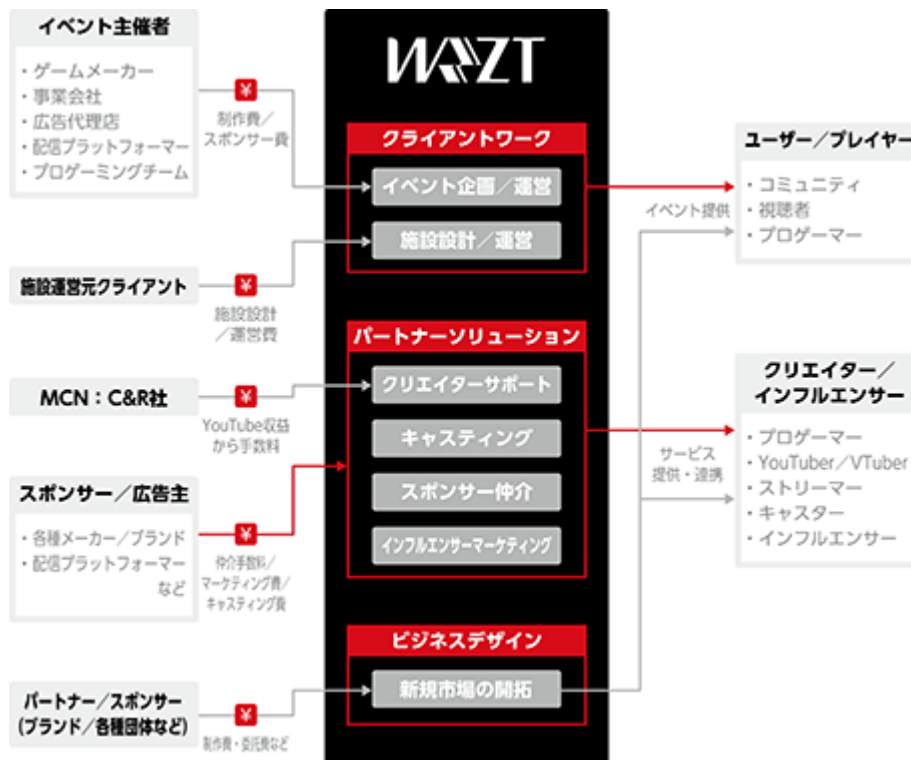 イベント主催者
・ゲームメーカー
・事業会社
・広告代理店
・配信プラットフォーマー
・プロゲーミングチーム
¥
制作費／
スポンサー費
施設運営元クライアント
¥
施設設計
／運営費
MCN：C&R社
¥
YouTube収益
から手数料
スポンサー／広告主
・各種メーカー／ブランド
・配信プラットフォーマー
など
¥
仲介手数料／
マーケティング費／
キャスティング費
パートナー／スポンサー
(ブランド／各種団体など)
¥
制作費・委託費など
WRZT
クライアントワーク
イベント企画／運営
施設設計／運営
パートナーソリューション
クリエイターサポート
キャスティング
スポンサー仲介
インフルエンサーマーケティング
ビジネスデザイン
新規市場の開拓
イベント提供
サービス
提供・連携
ユーザー／プレイヤー
・コミュニティ
・視聴者
・プロゲーマー
クリエイター／
インフルエンサー
・プロゲーマー
・YouTuber／VTuber
・ストリーマー
・キャスター
・インフルエンサー